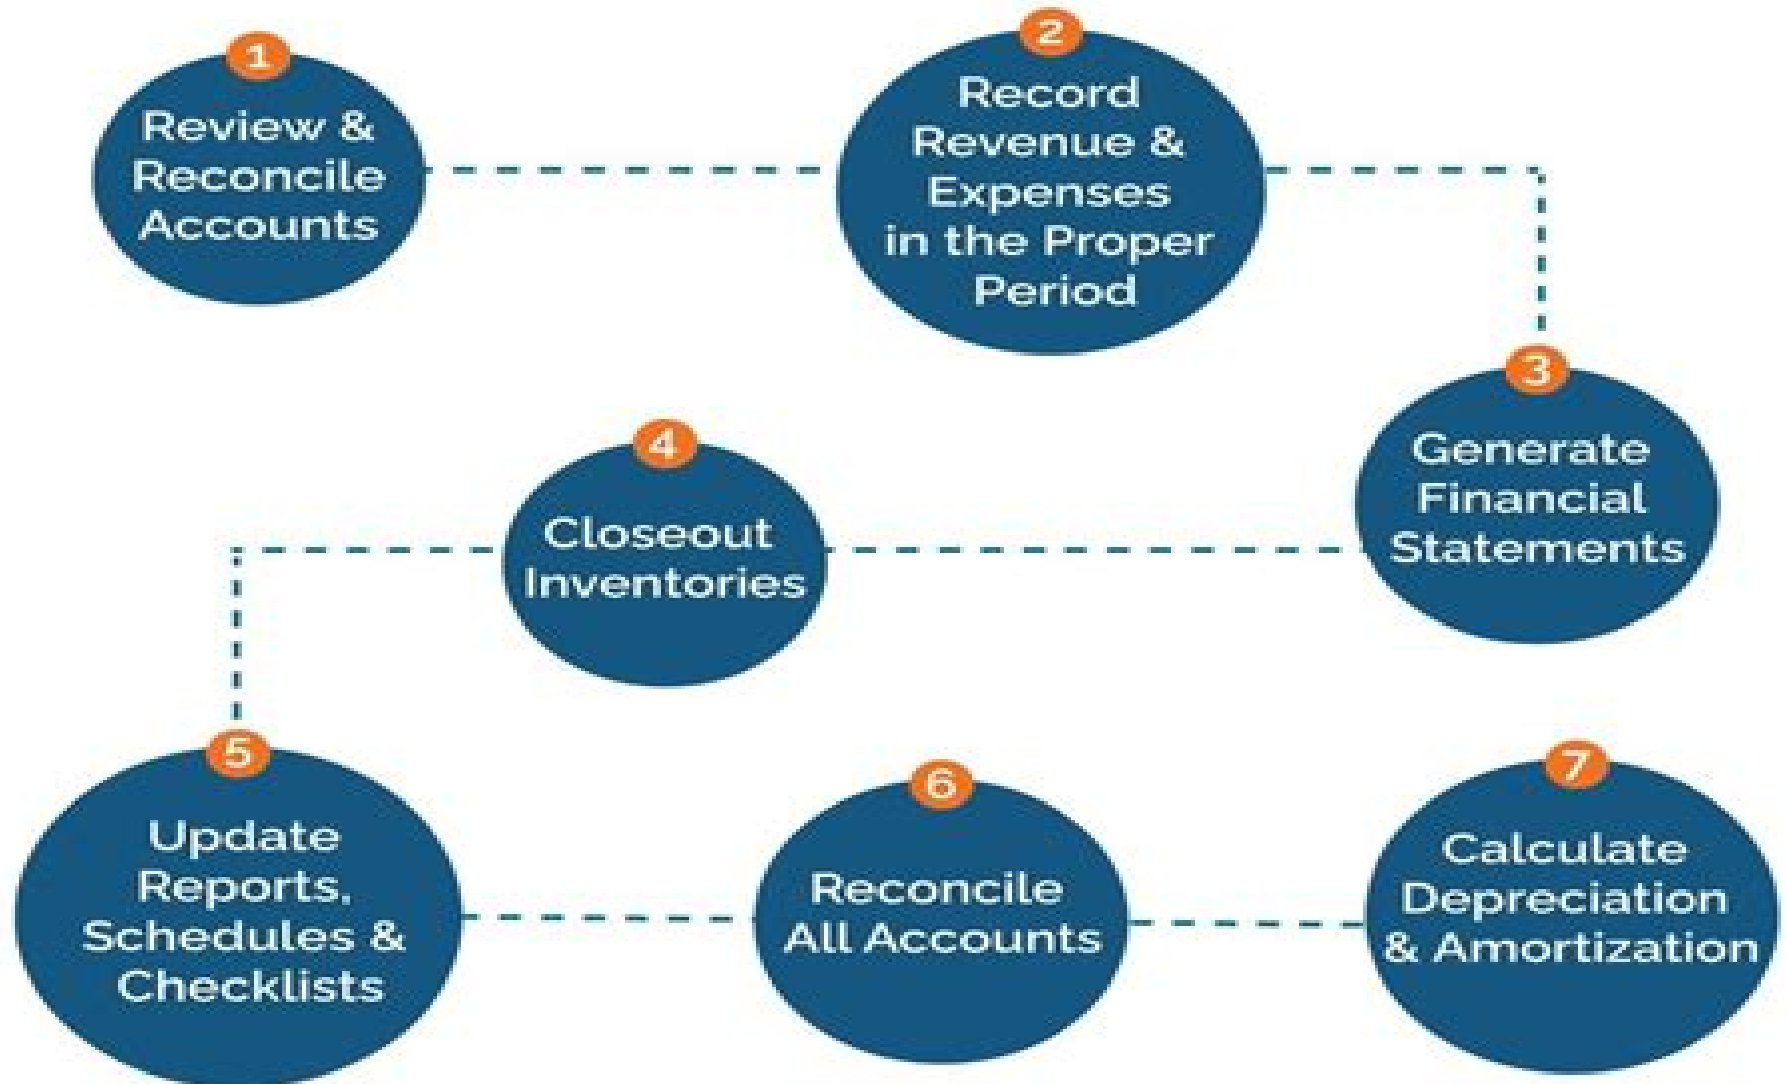 1
Review &
Reconcile
Accounts
2
Record
Revenue &
Expenses
in the Proper
Period
3
Generate
Financial
Statements
4
Closeout
Inventories
5
Update
Reports,
Schedules &
Checklists
6
Reconcile
All Accounts
7
Calculate
Depreciation
& Amortization